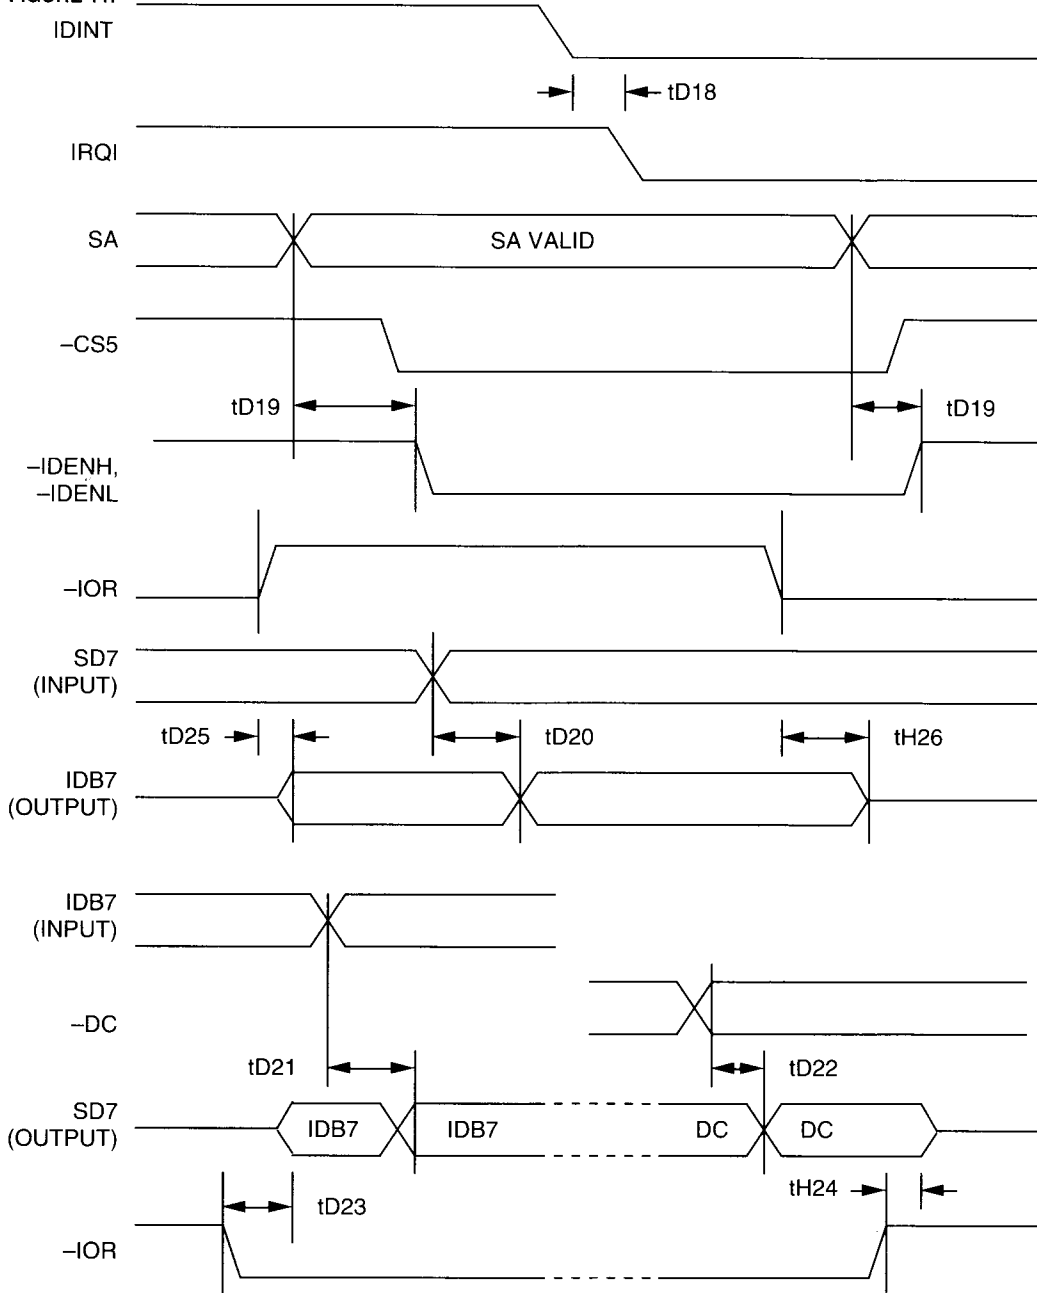 IDINT
tD18
IRQI
SA
SA VALID
–CS5
tD19
tD19
–IDENH,
–IDENL
–IOR
SD7
(INPUT)
tD25
tD20
tH26
IDB7
(OUTPUT)
IDB7
(INPUT)
–DC
tD21
tD22
SD7
(OUTPUT)
IDB7
IDB7
DC
DC
tH24
tD23
–IOR